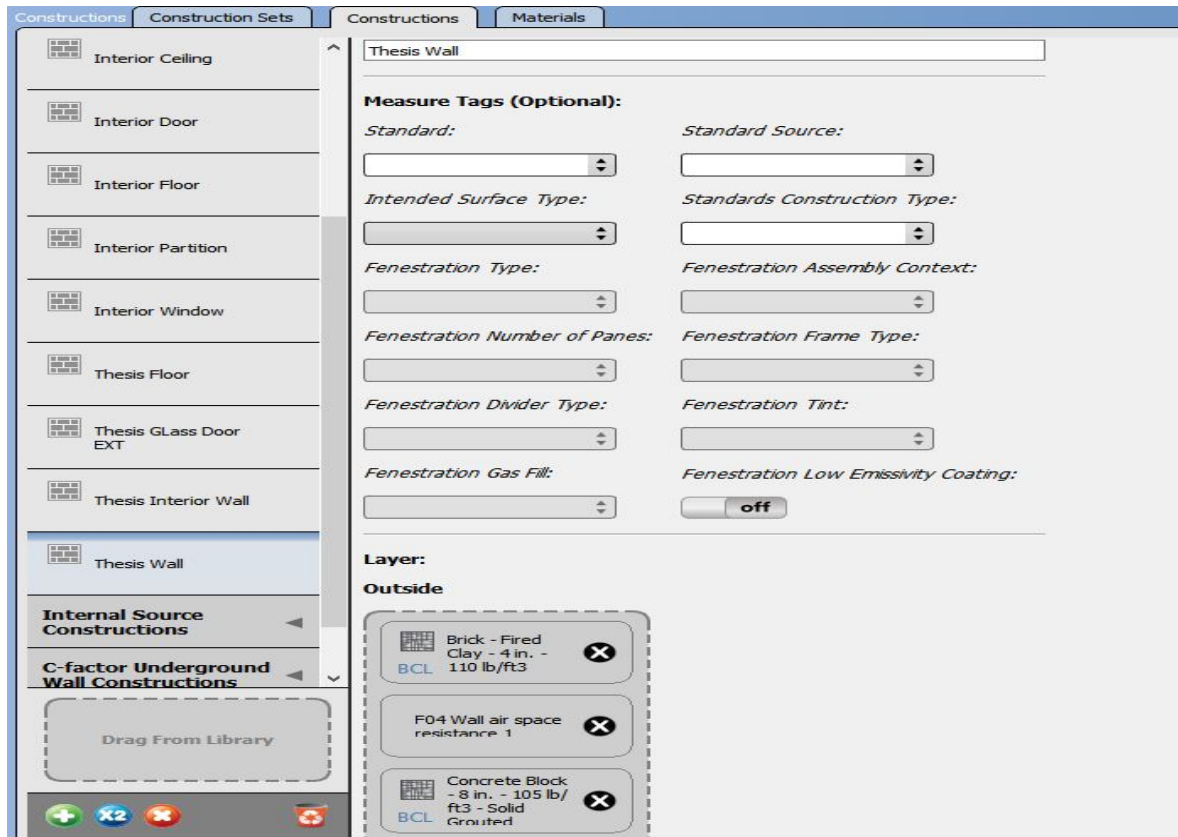 Constructions
Construction Sets
Constructions
Materials
Interior Ceiling
Interior Door
Interior Floor
Interior Partition
Interior Window
Thesis Floor
Thesis GLass Door
EXT
Thesis Interior Wall
Thesis Wall
Internal Source
Constructions
C-factor Underground
Wall Constructions
Drag From Library
X2
Thesis Wall
Measure Tags (Optional):
Standard:
Standard Source:
Intended Surface Type:
Standards Construction Type:
Fenestration Type:
Fenestration Assembly Context:
Fenestration Number of Panes:
Fenestration Frame Type:
Fenestration Divider Type:
Fenestration Tint:
Fenestration Gas Fill:
Fenestration Low Emissivity Coating:
off
Layer:
Outside
Brick - Fired
Clay - 4 in. -
110 lb/ft3
BCL
F04 Wall air space
resistance 1
Concrete Block
- 8 in. - 105 lb/
ft3 - Solid
Grouted
BCL